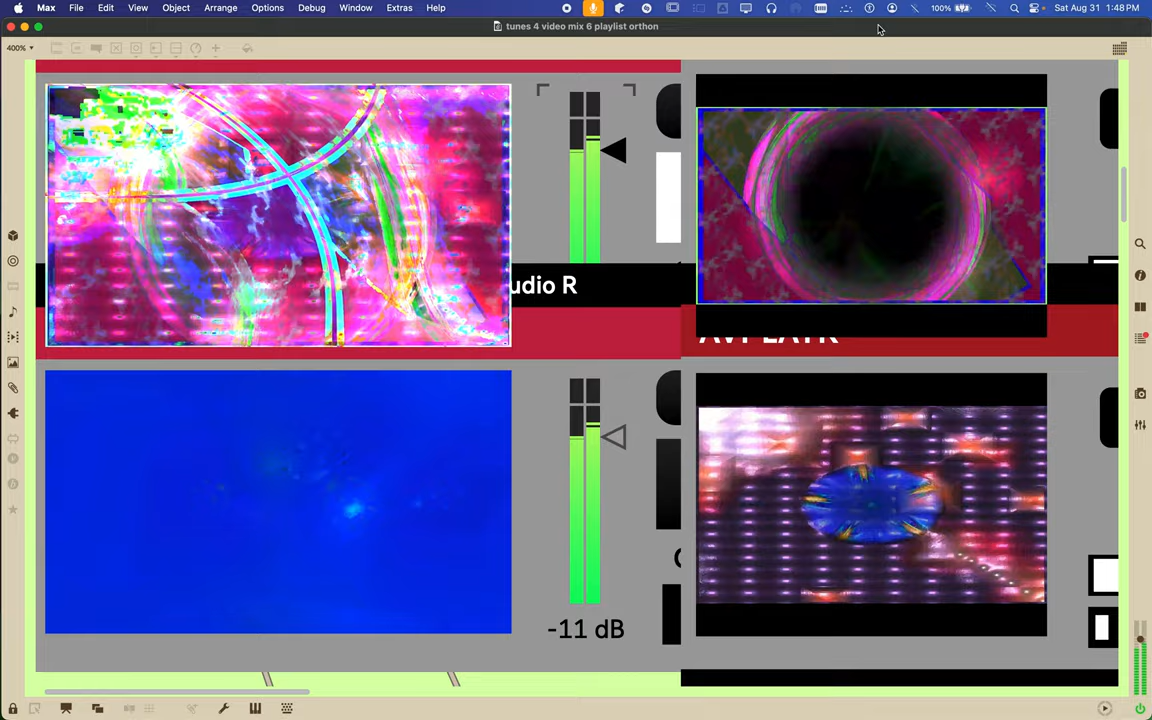 Max File Edit View Object Arrange Options Debug Window Extras Help 100% Sat Aug 31 1:48 PM
tunes 4 video mix 6 playlist orthon
400%
udio R
-11 dB